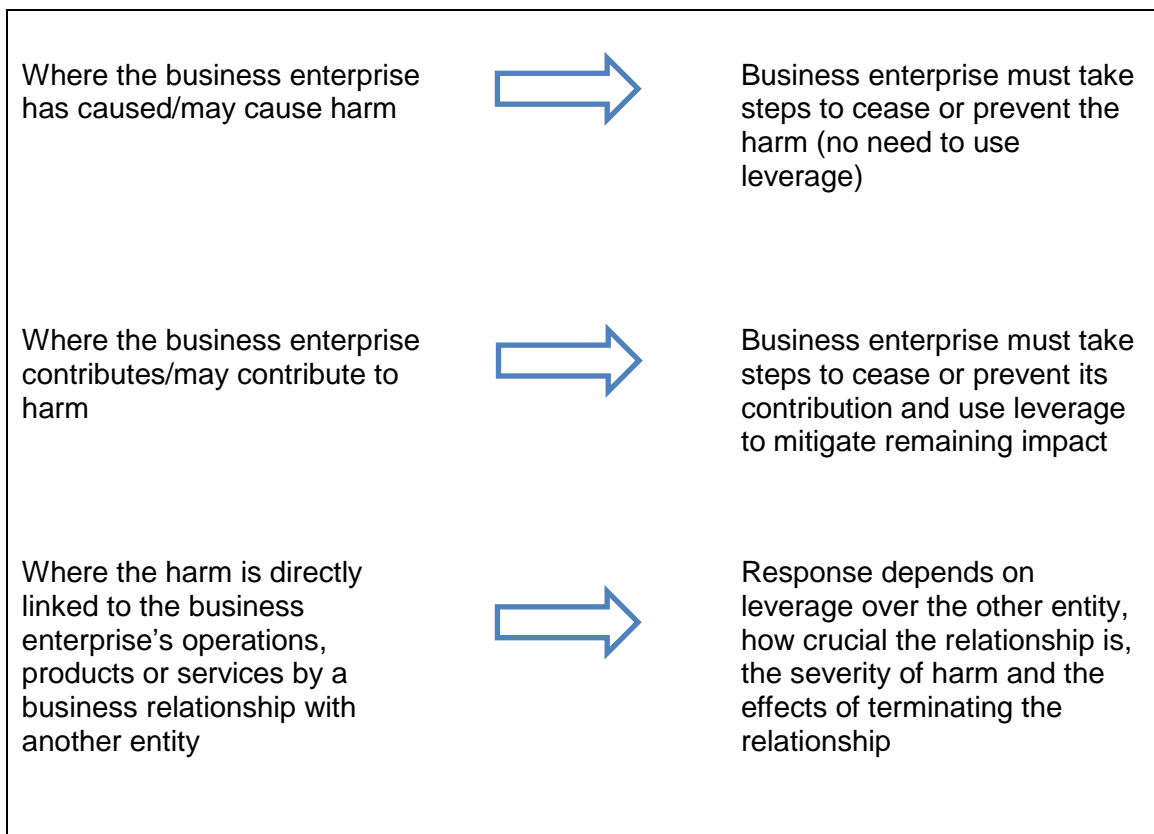 Where the business enterprise
has caused/may cause harm
Business enterprise must take
steps to cease or prevent the
harm (no need to use
leverage)
Where the business enterprise
contributes/may contribute to
harm
Business enterprise must take
steps to cease or prevent its
contribution and use leverage
to mitigate remaining impact
Where the harm is directly
linked to the business
enterprise’s operations,
products or services by a
business relationship with
another entity
Response depends on
leverage over the other entity,
how crucial the relationship is,
the severity of harm and the
effects of terminating the
relationship